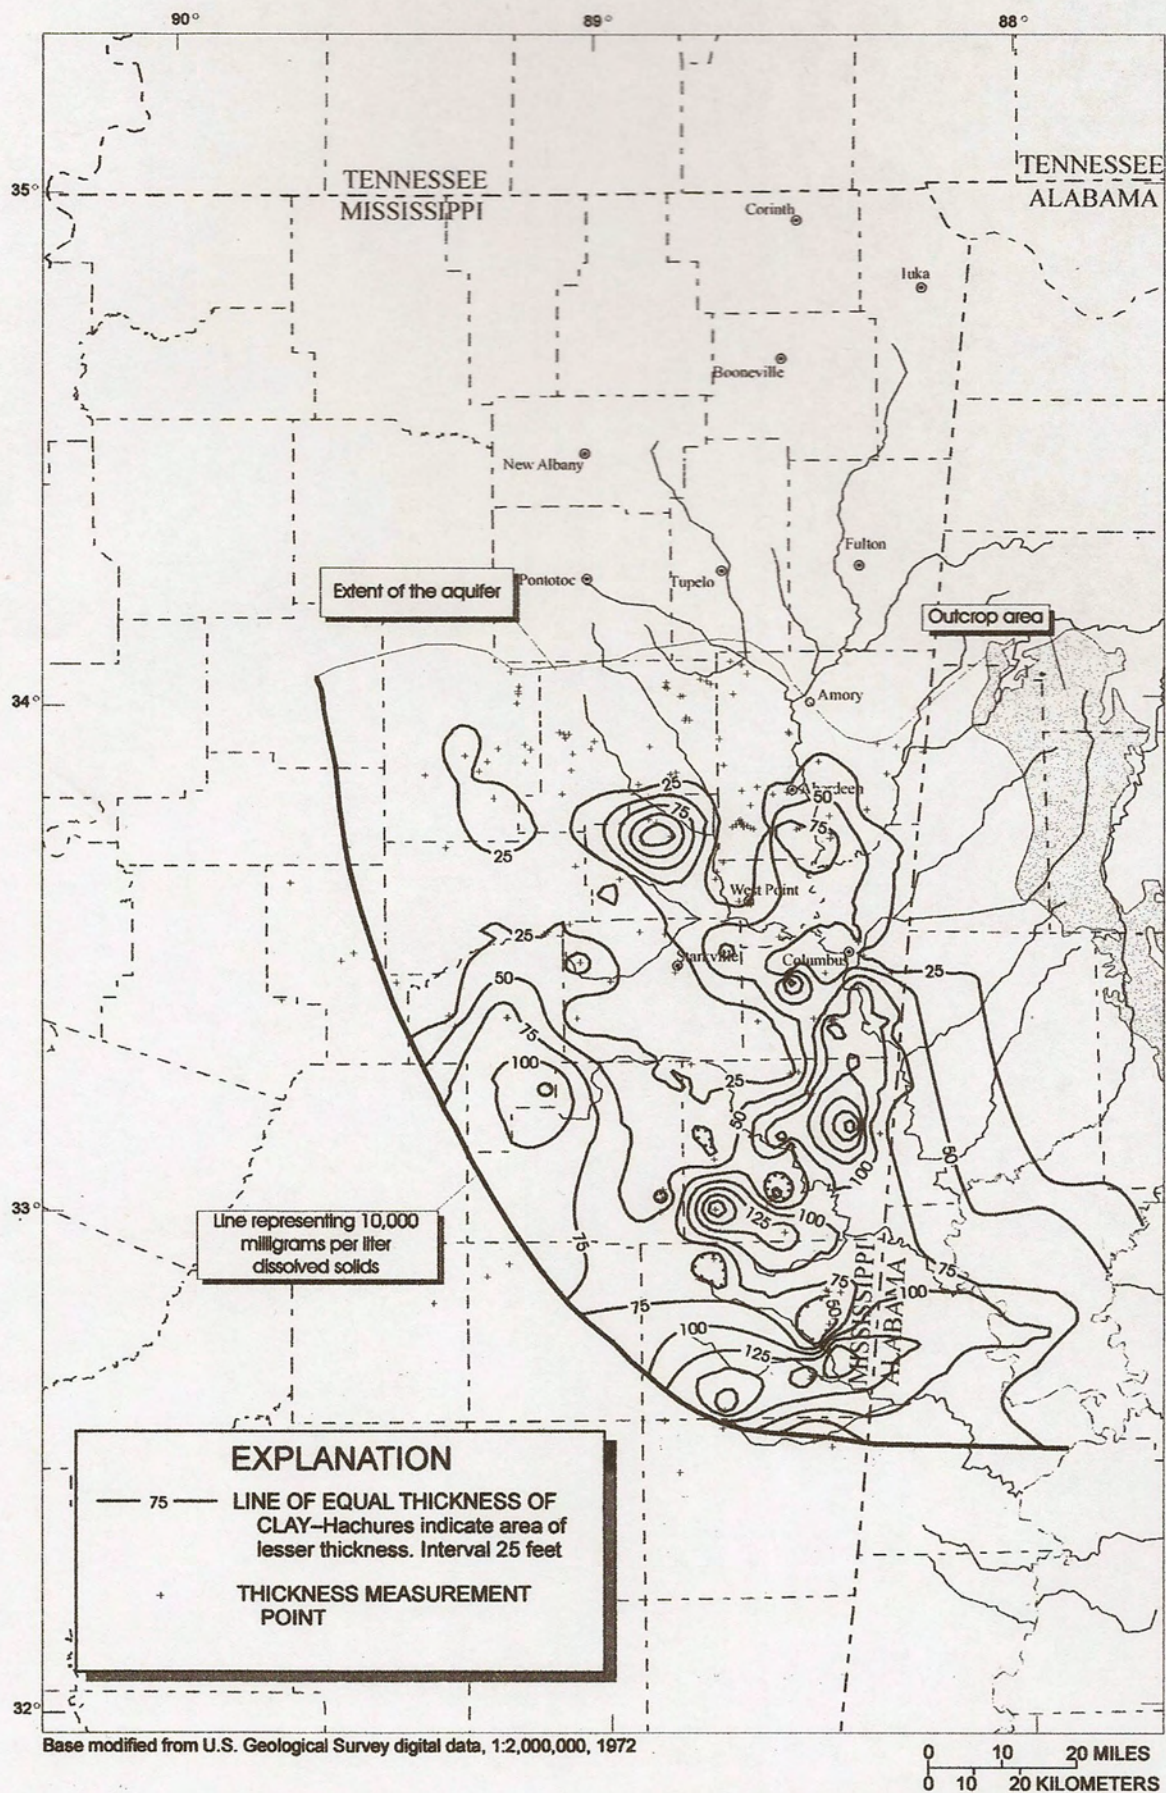 90°
89°
88°
35°
TENNESSEE
MISSISSIPPI
TENNESSEE
ALABAMA
Corinth
Iuka
Booneville
New Albany
Fulton
Extent of the aquifer
Pontotoc
Tupelo
Outcrop area
34°
Amory
25
Aberdeen
50
75
75
25
West Point
25
Starkville
Columbus
25
50
75
100
25
50
50
100
33°
125
100
Line representing 10,000
milligrams per liter
dissolved solids
75
75
75
100
50
75
100
125
MISSISSIPPI
ALABAMA
EXPLANATION
75 LINE OF EQUAL THICKNESS OF
CLAY–Hachures indicate area of
lesser thickness. Interval 25 feet
+ THICKNESS MEASUREMENT
POINT
32°
Base modified from U.S. Geological Survey digital data, 1:2,000,000, 1972
0 10 20 MILES
0 10 20 KILOMETERS